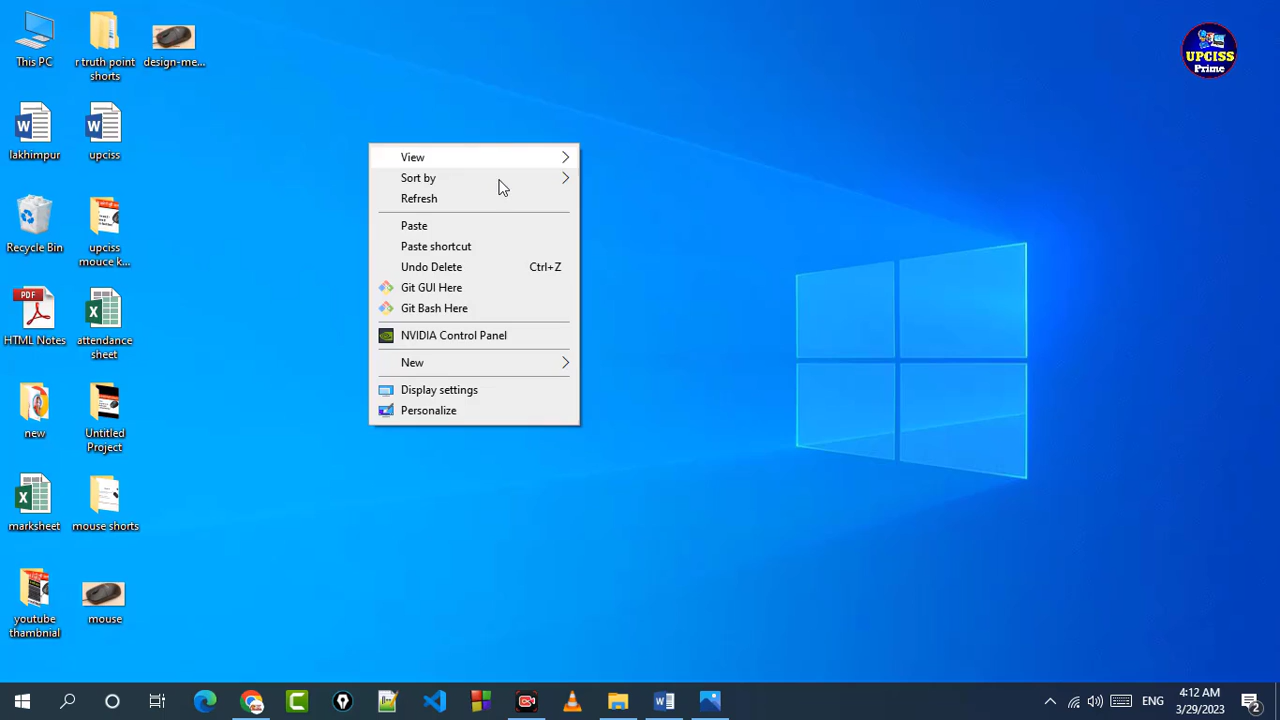 This PC
r truth point
shorts
design-me...
lakhimpur
upciss
Recycle Bin
upciss
mouce k...
PDF
HTML Notes
attendance
sheet
new
Untitled
Project
marksheet
mouse shorts
youtube
thambnial
mouse
View
Sort by
Refresh
Paste
Paste shortcut
Undo Delete Ctrl+Z
Git GUI Here
Git Bash Here
NVIDIA Control Panel
New
Display settings
Personalize
UPCISS
Prime
ENG
4:12 AM
3/29/2023
2